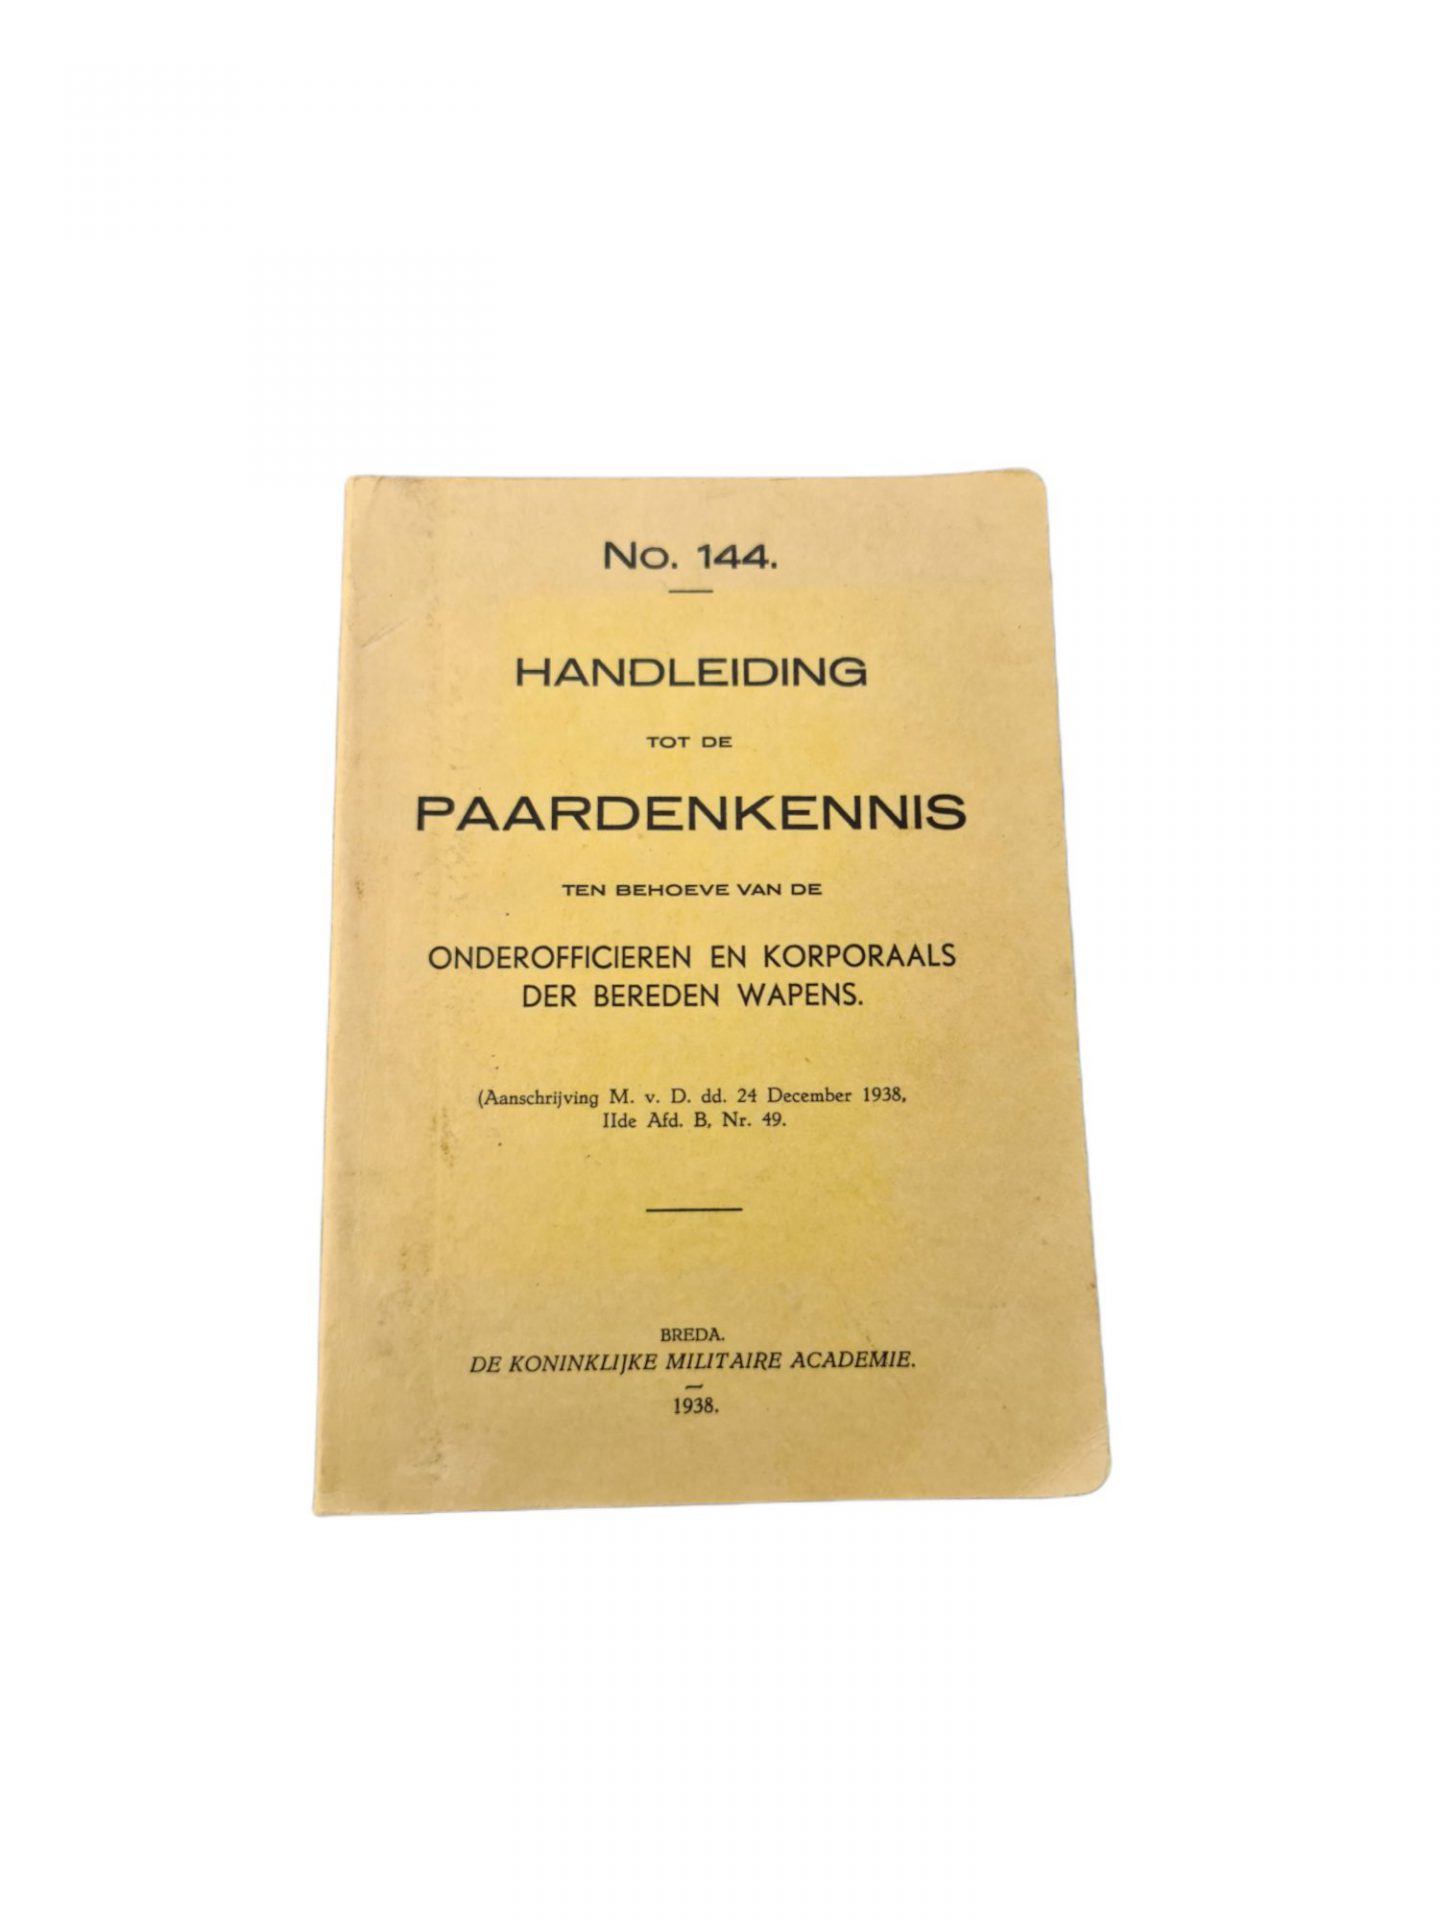 No. 144.
HANDLEIDING
TOT DE
PAARDENKENNIS
TEN BEHOEVE VAN DE
ONDEROFFICIEREN EN KORPORAALS
DER BEREDEN WAPENS.
(Aanschrijving M. v. D. dd. 24 December 1938,
IIde Afd. B, Nr. 49.
BREDA.
DE KONINKLIJKE MILITAIRE ACADEMIE.
1938.